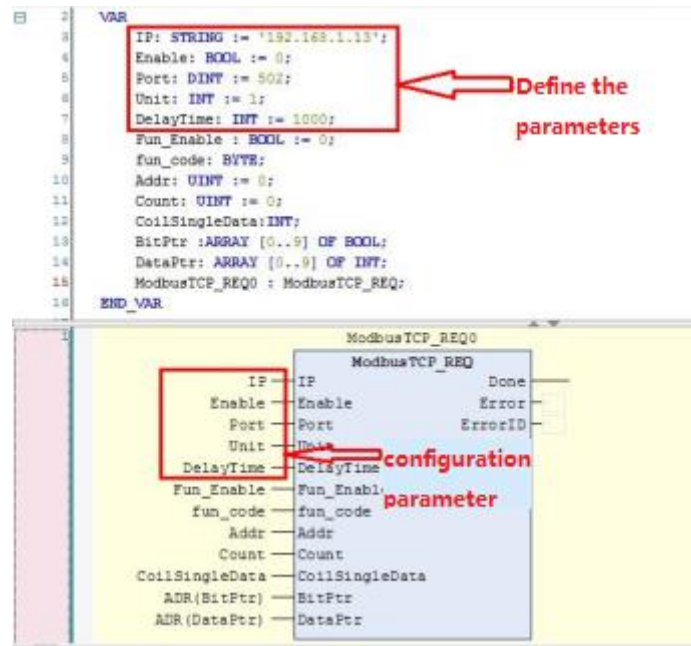 2 VAR
3 IP: STRING := '192.168.1.13';
4 Enable: BOOL := 0;
5 Port: DINT := 502;
6 Unit: INT := 1;
7 DelayTime: INT := 1000;
8 Fun_Enable : BOOL := 0;
9 fun_code: BYTE;
10 Addr: UINT := 0;
11 Count: UINT := 0;
12 CoilSingleData:INT;
13 BitPtr :ARRAY [0..9] OF BOOL;
14 DataPtr: ARRAY [0..9] OF INT;
15 ModbusTCP_REQ0 : ModbusTCP_REQ;
16 END_VAR
Define the
parameters
1 ModbusTCP_REQ0
ModbusTCP_REQ
IP IP Done
Enable Enable Error
Port Port ErrorID
Unit Unit
DelayTime DelayTime
configuration
parameter
Fun_Enable Fun_Enable
fun_code fun_code
Addr Addr
Count Count
CoilSingleData CoilSingleData
ADR(BitPtr) BitPtr
ADR(DataPtr) DataPtr